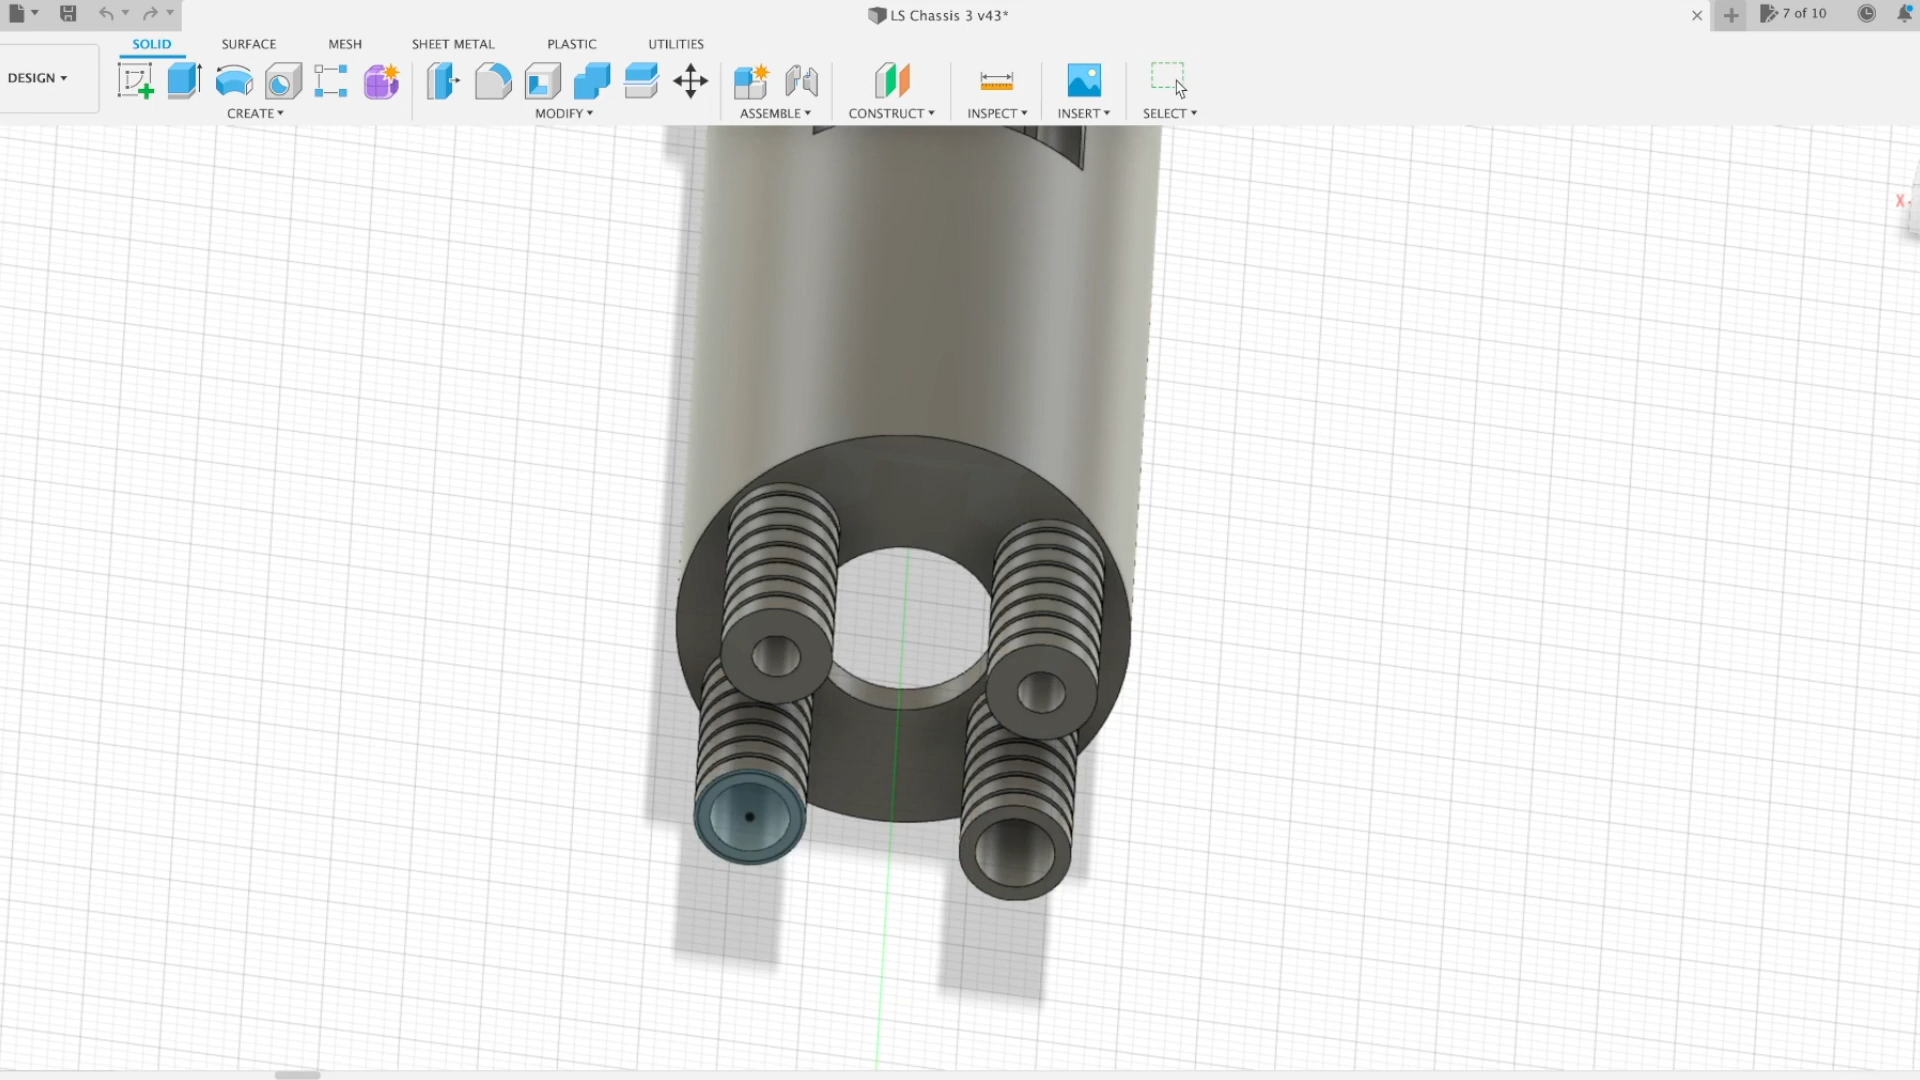 LS Chassis 3 v43*
7 of 10
SOLID SURFACE MESH SHEET METAL PLASTIC UTILITIES
DESIGN
CREATE MODIFY ASSEMBLE CONSTRUCT INSPECT INSERT SELECT
X